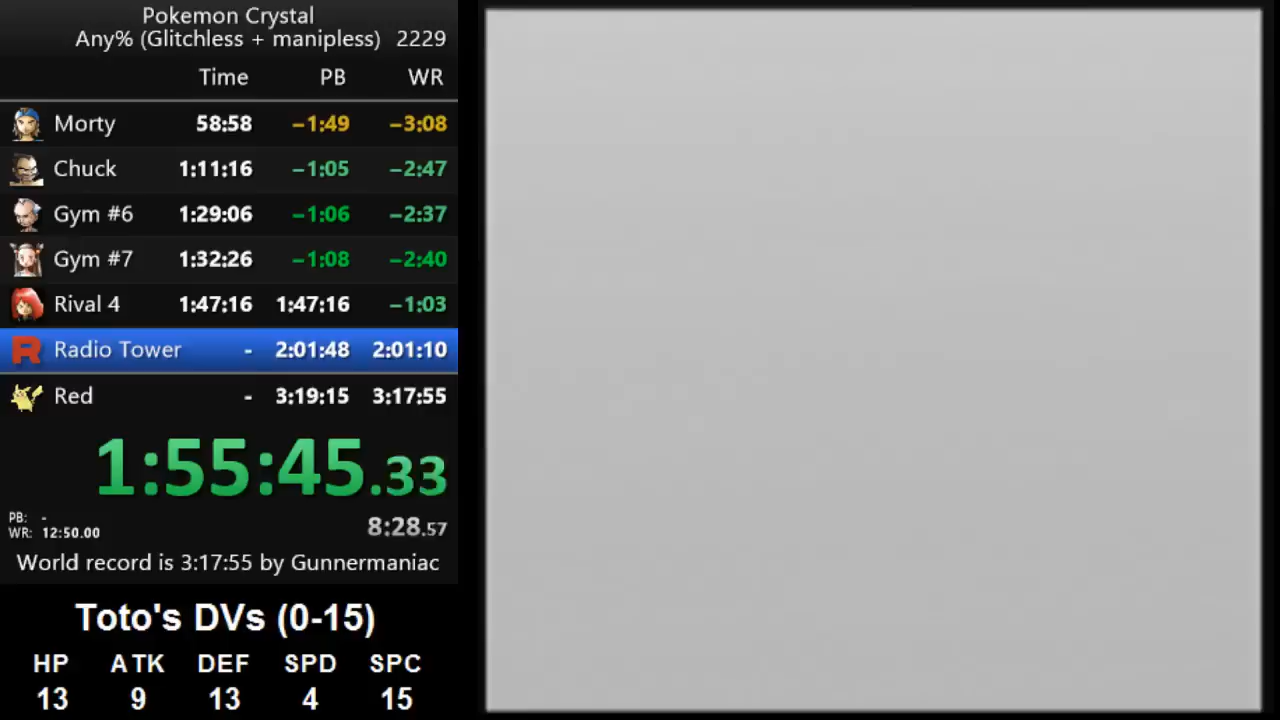 Pokemon Crystal
Any% (Glitchless + manipless) 2229
Time PB WR
Morty 58:58 −1:49 −3:08
Chuck 1:11:16 −1:05 −2:47
Gym #6 1:29:06 −1:06 −2:37
Gym #7 1:32:26 −1:08 −2:40
Rival 4 1:47:16 1:47:16 −1:03
R Radio Tower - 2:01:48 2:01:10
Red - 3:19:15 3:17:55
1:55:45.33
PB: -
WR: 12:50.00 8:28.57
World record is 3:17:55 by Gunnermaniac
Toto's DVs (0-15)
HP ATK DEF SPD SPC
13 9 13 4 15